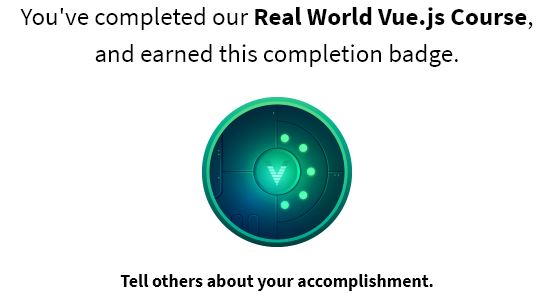 You've completed our Real World Vue.js Course,
and earned this completion badge.
Tell others about your accomplishment.